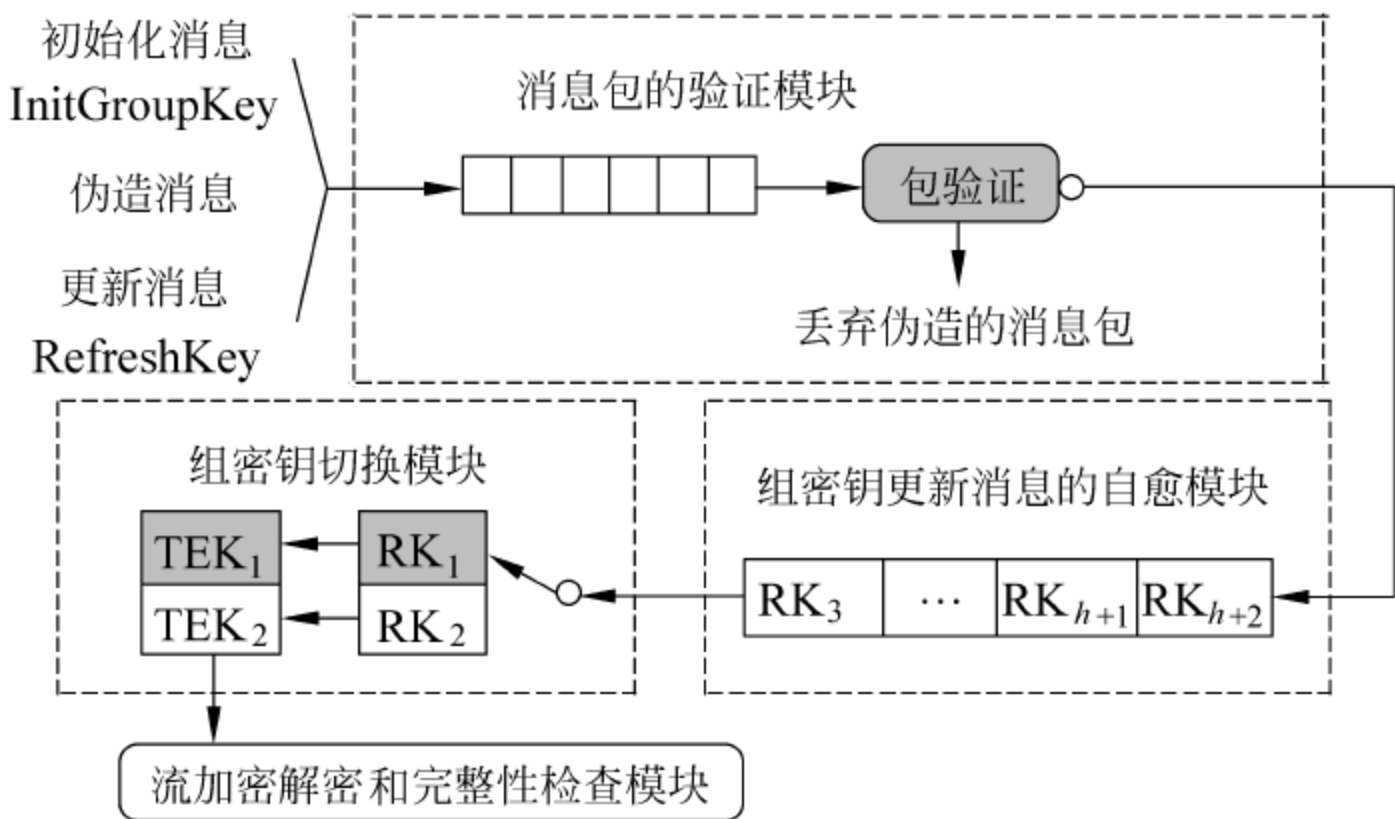 初始化消息
InitGroupKey
伪造消息
更新消息
RefreshKey
消息包的验证模块
包验证
丢弃伪造的消息包
组密钥切换模块
TEK₁
RK₁
TEK₂
RK₂
组密钥更新消息的自愈模块
RK₃
…
RKₕ₊₁
RKₕ₊₂
流加密解密和完整性检查模块